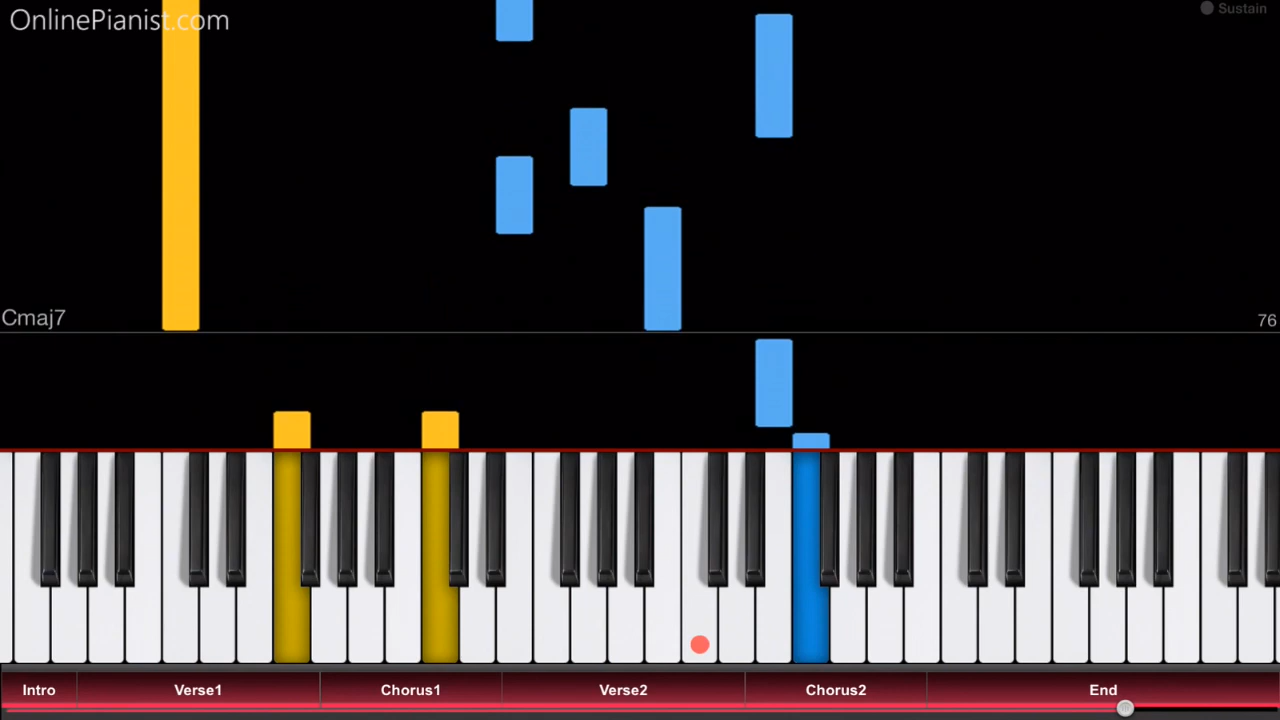 OnlinePianist.com
Sustain
Cmaj7
76
Intro
Verse1
Chorus1
Verse2
Chorus2
End